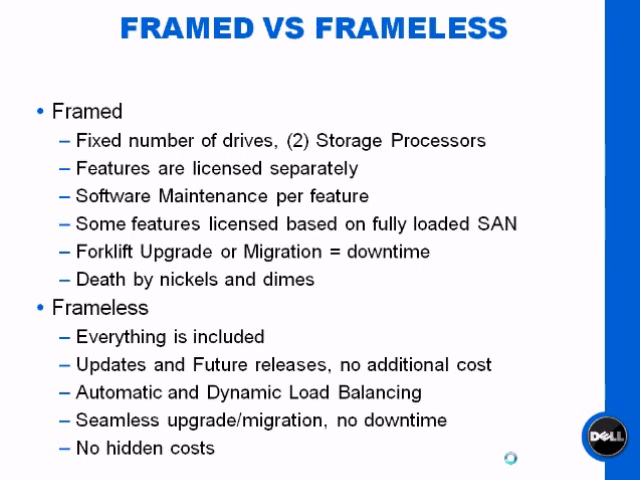 FRAMED VS FRAMELESS
• Framed
– Fixed number of drives, (2) Storage Processors
– Features are licensed separately
– Software Maintenance per feature
– Some features licensed based on fully loaded SAN
– Forklift Upgrade or Migration = downtime
– Death by nickels and dimes
• Frameless
– Everything is included
– Updates and Future releases, no additional cost
– Automatic and Dynamic Load Balancing
– Seamless upgrade/migration, no downtime
– No hidden costs
DELL